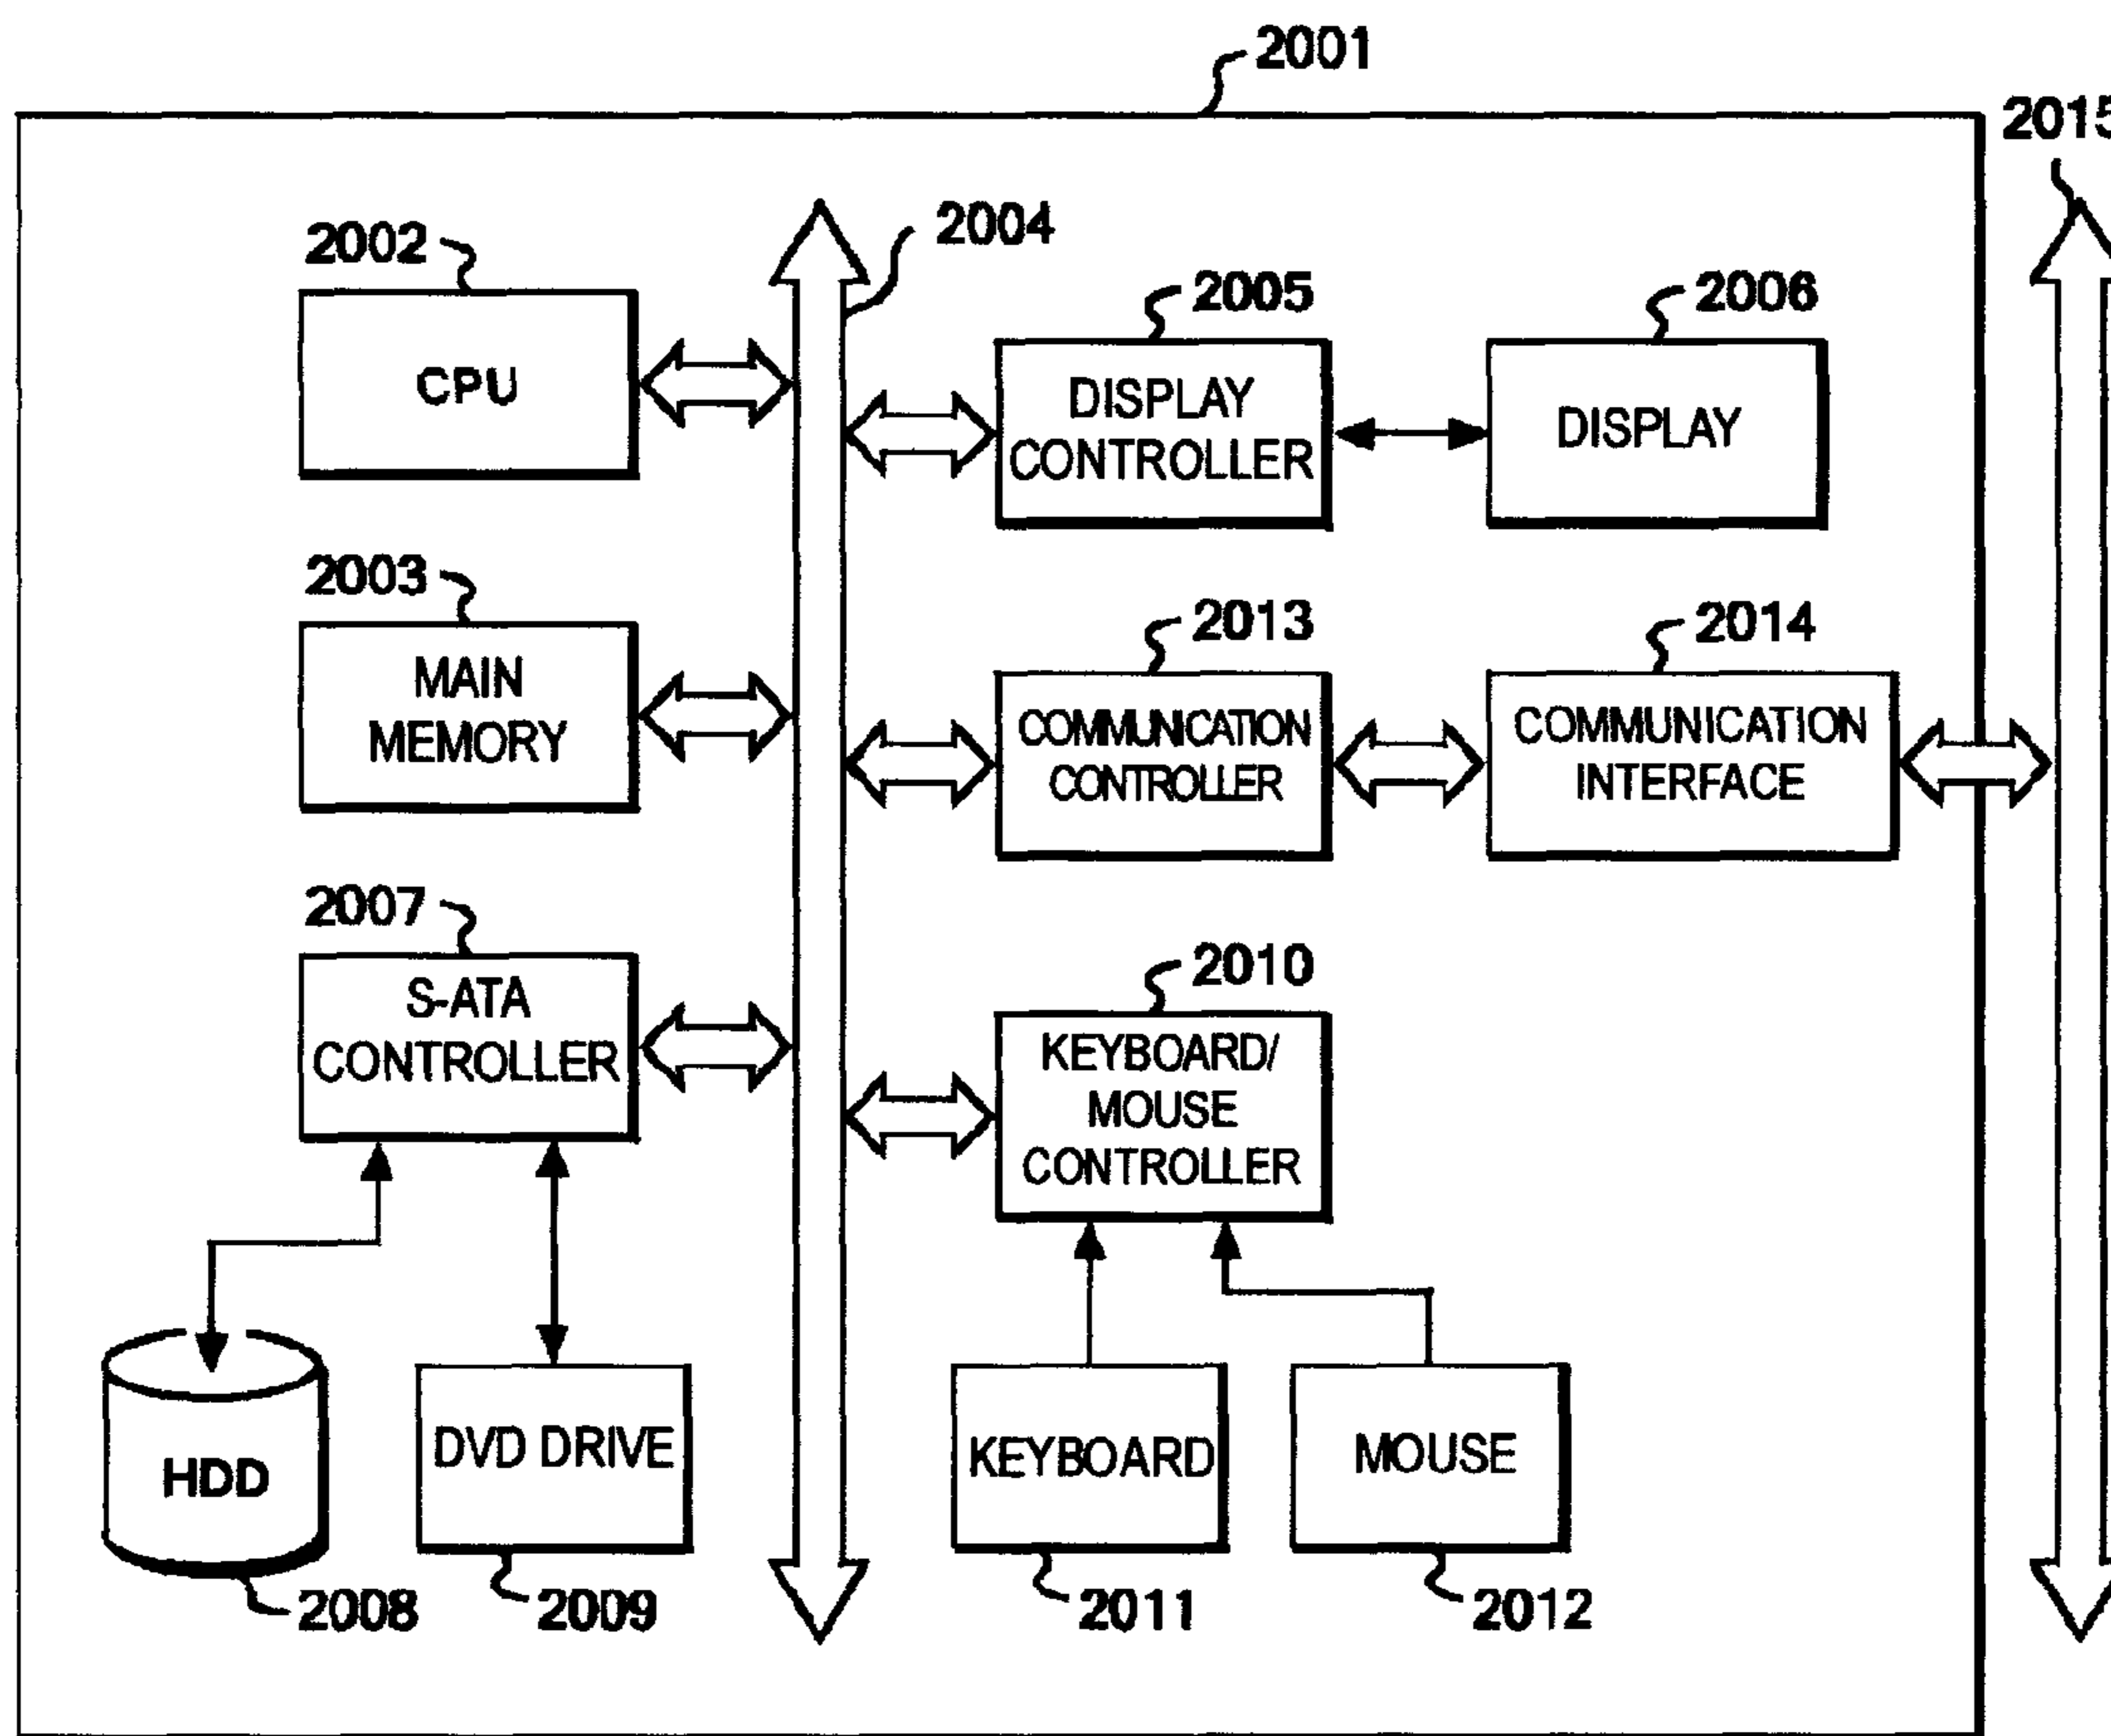 2001
2015
2002
2004
2005
2006
CPU
DISPLAY
CONTROLLER
DISPLAY
2003
2013
2014
MAIN
MEMORY
COMMUNICATION
CONTROLLER
COMMUNICATION
INTERFACE
2007
2010
S-ATA
CONTROLLER
KEYBOARD/
MOUSE
CONTROLLER
HDD
DVD DRIVE
KEYBOARD
MOUSE
2008
2009
2011
2012